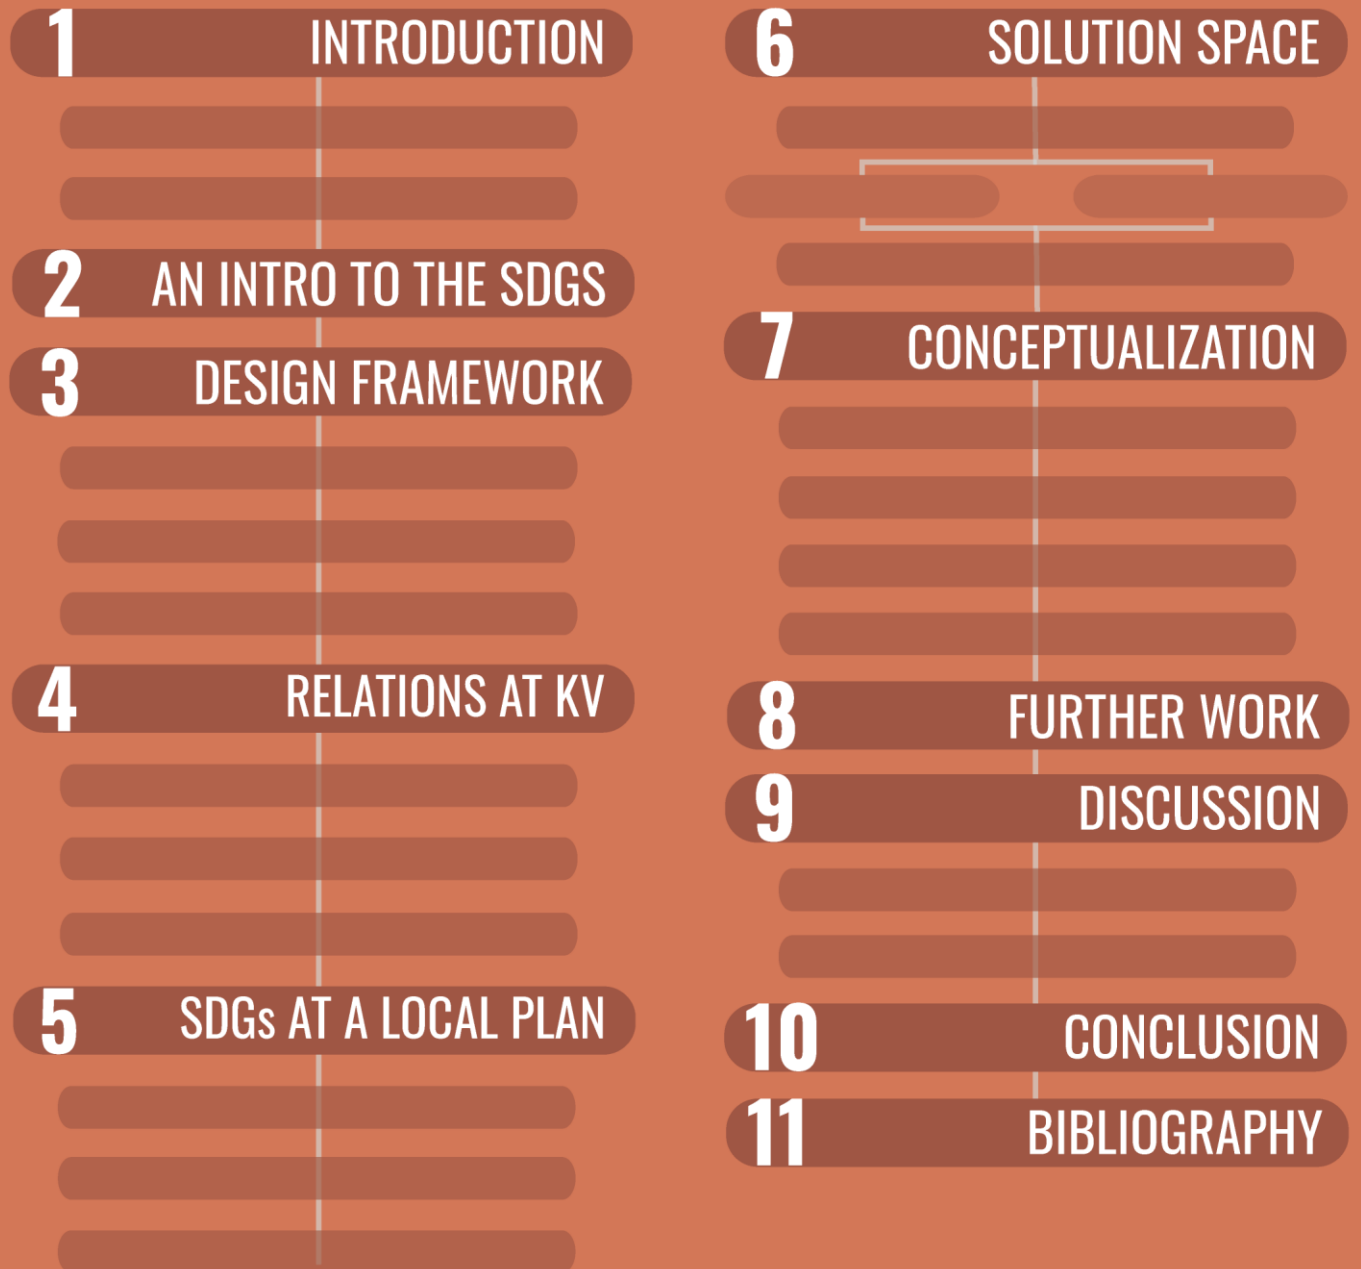 1 INTRODUCTION
2 AN INTRO TO THE SDGS
3 DESIGN FRAMEWORK
4 RELATIONS AT KV
5 SDGs AT A LOCAL PLAN
6 SOLUTION SPACE
7 CONCEPTUALIZATION
8 FURTHER WORK
9 DISCUSSION
10 CONCLUSION
11 BIBLIOGRAPHY